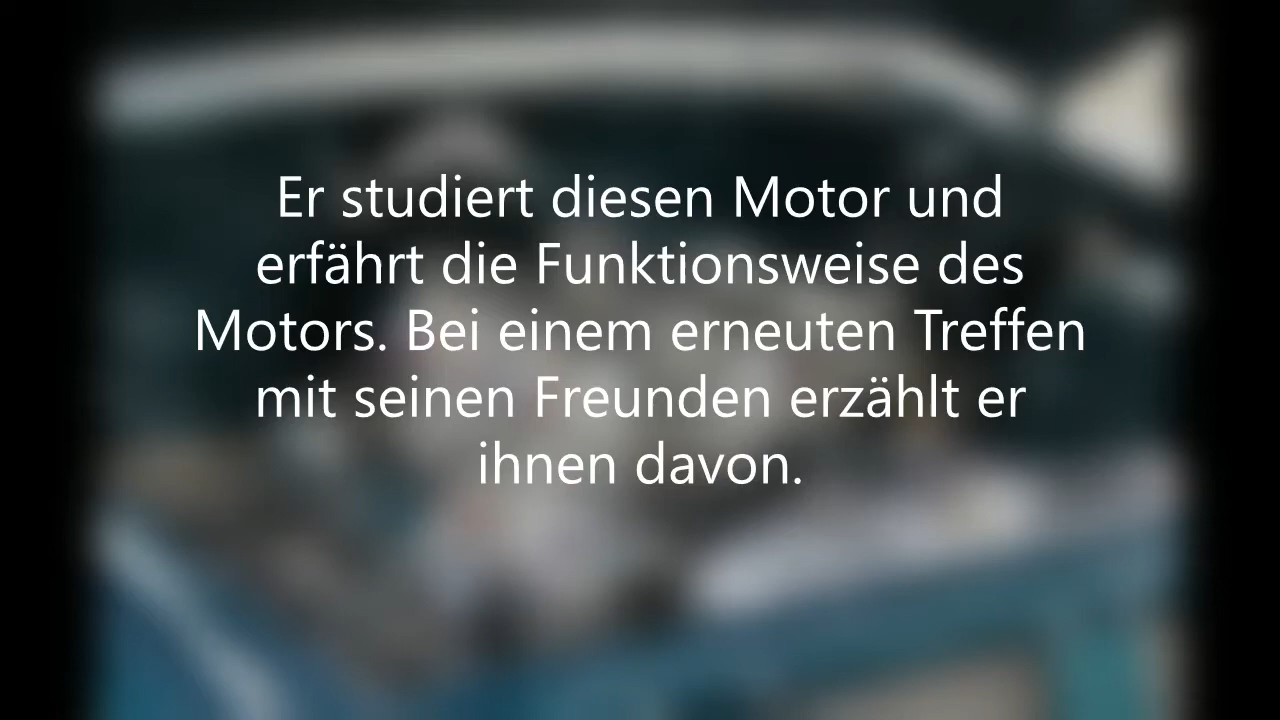 Er studiert diesen Motor und
erfährt die Funktionsweise des
Motors. Bei einem erneuten Treffen
mit seinen Freunden erzählt er
ihnen davon.